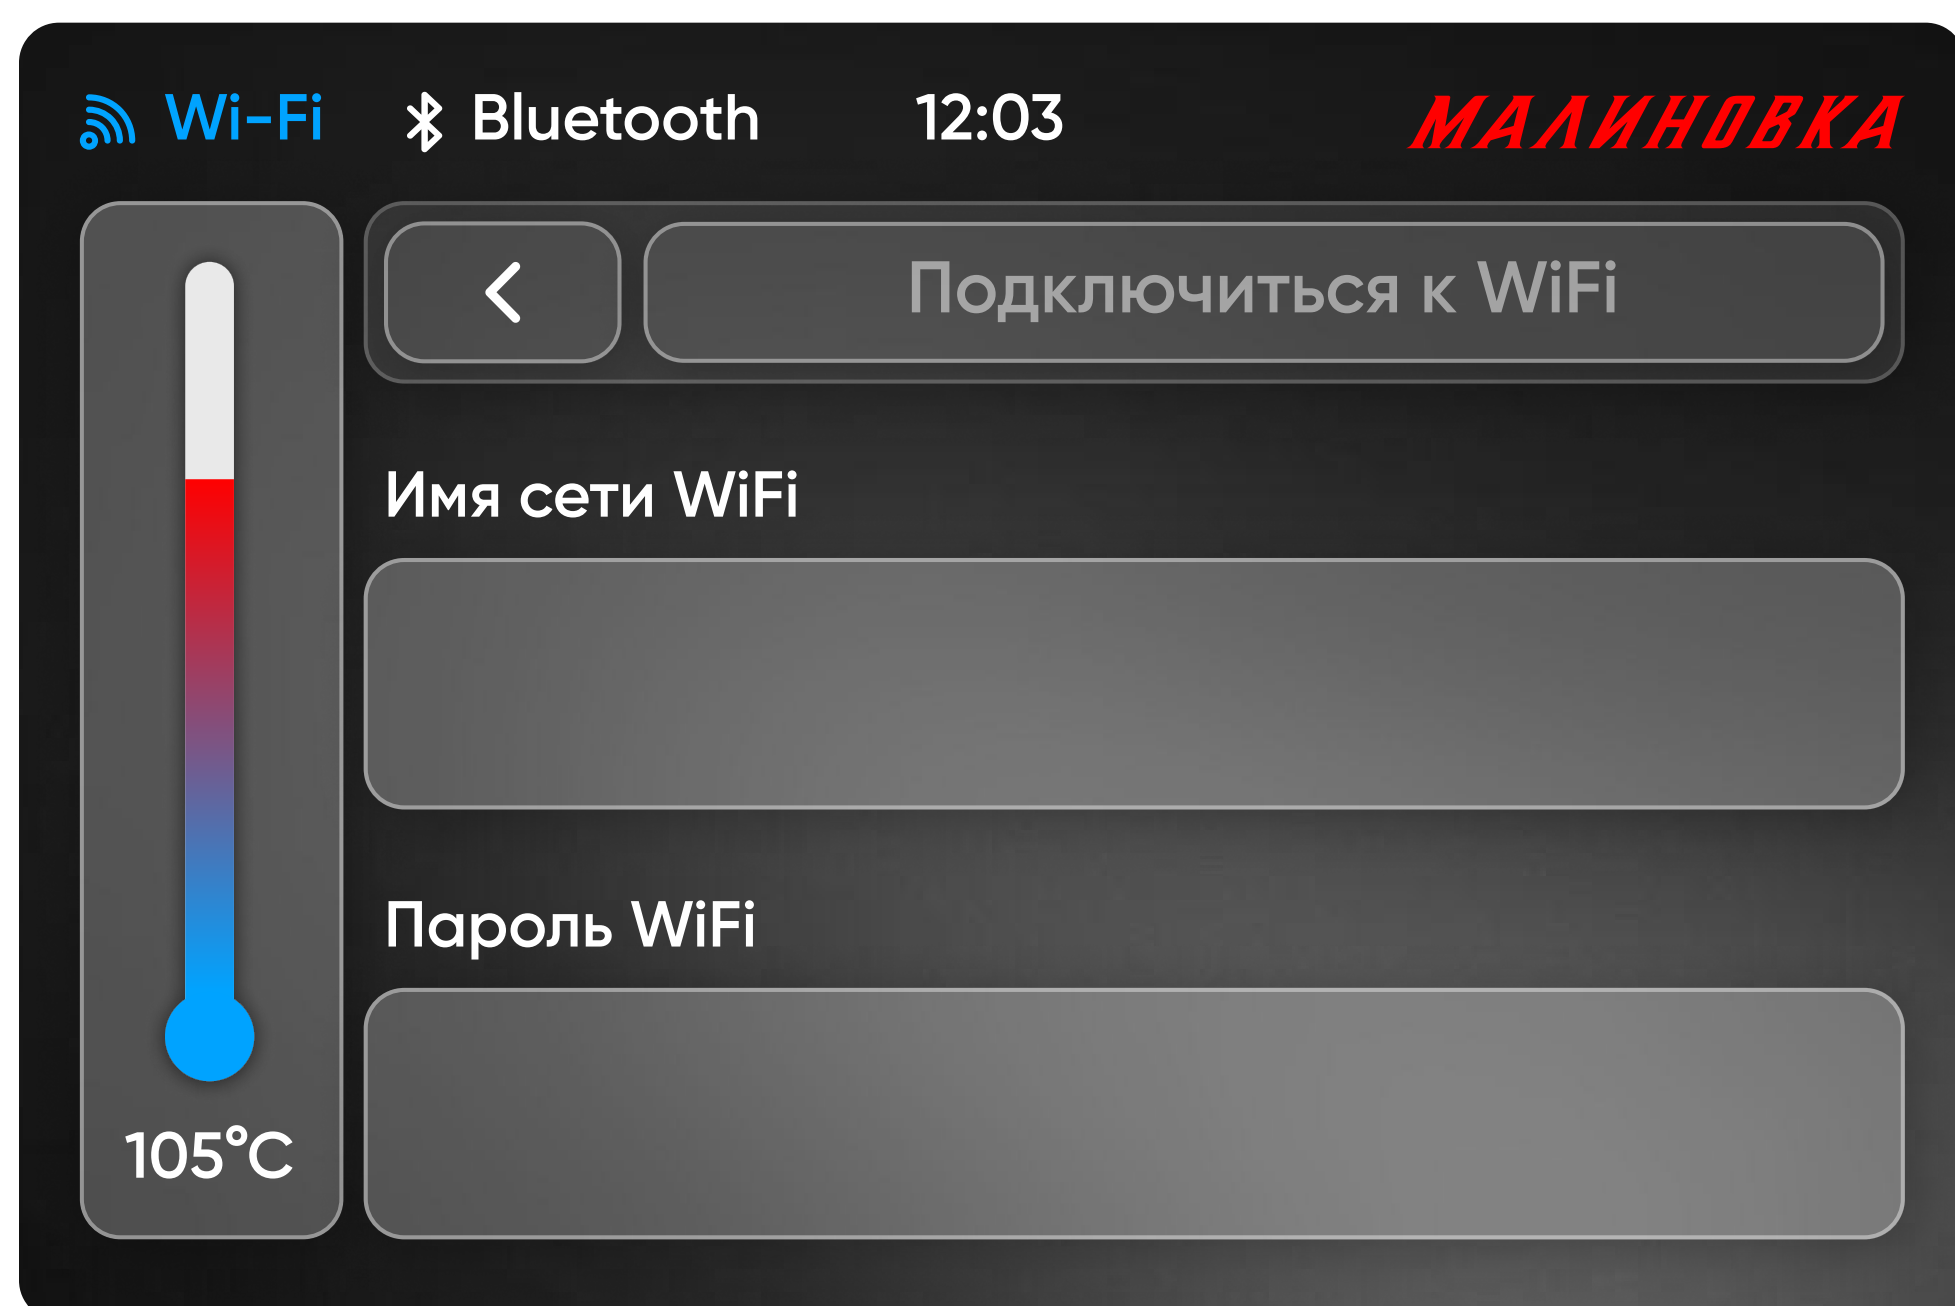 Wi-Fi Bluetooth 12:03 МАЛИНОВКА
Подключиться к WiFi
Имя сети WiFi
Пароль WiFi
105°C